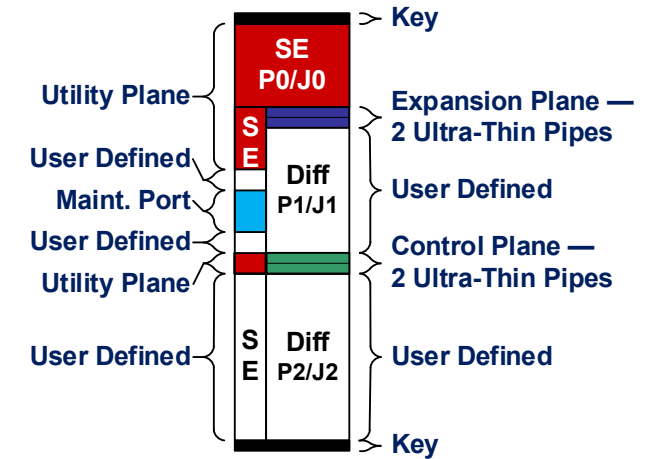 Key
SE
P0/J0
Utility Plane
Expansion Plane —
2 Ultra-Thin Pipes
S
E
User Defined
Diff
P1/J1
User Defined
Maint. Port
User Defined
Control Plane —
2 Ultra-Thin Pipes
Utility Plane
S
E
Diff
P2/J2
User Defined
User Defined
Key